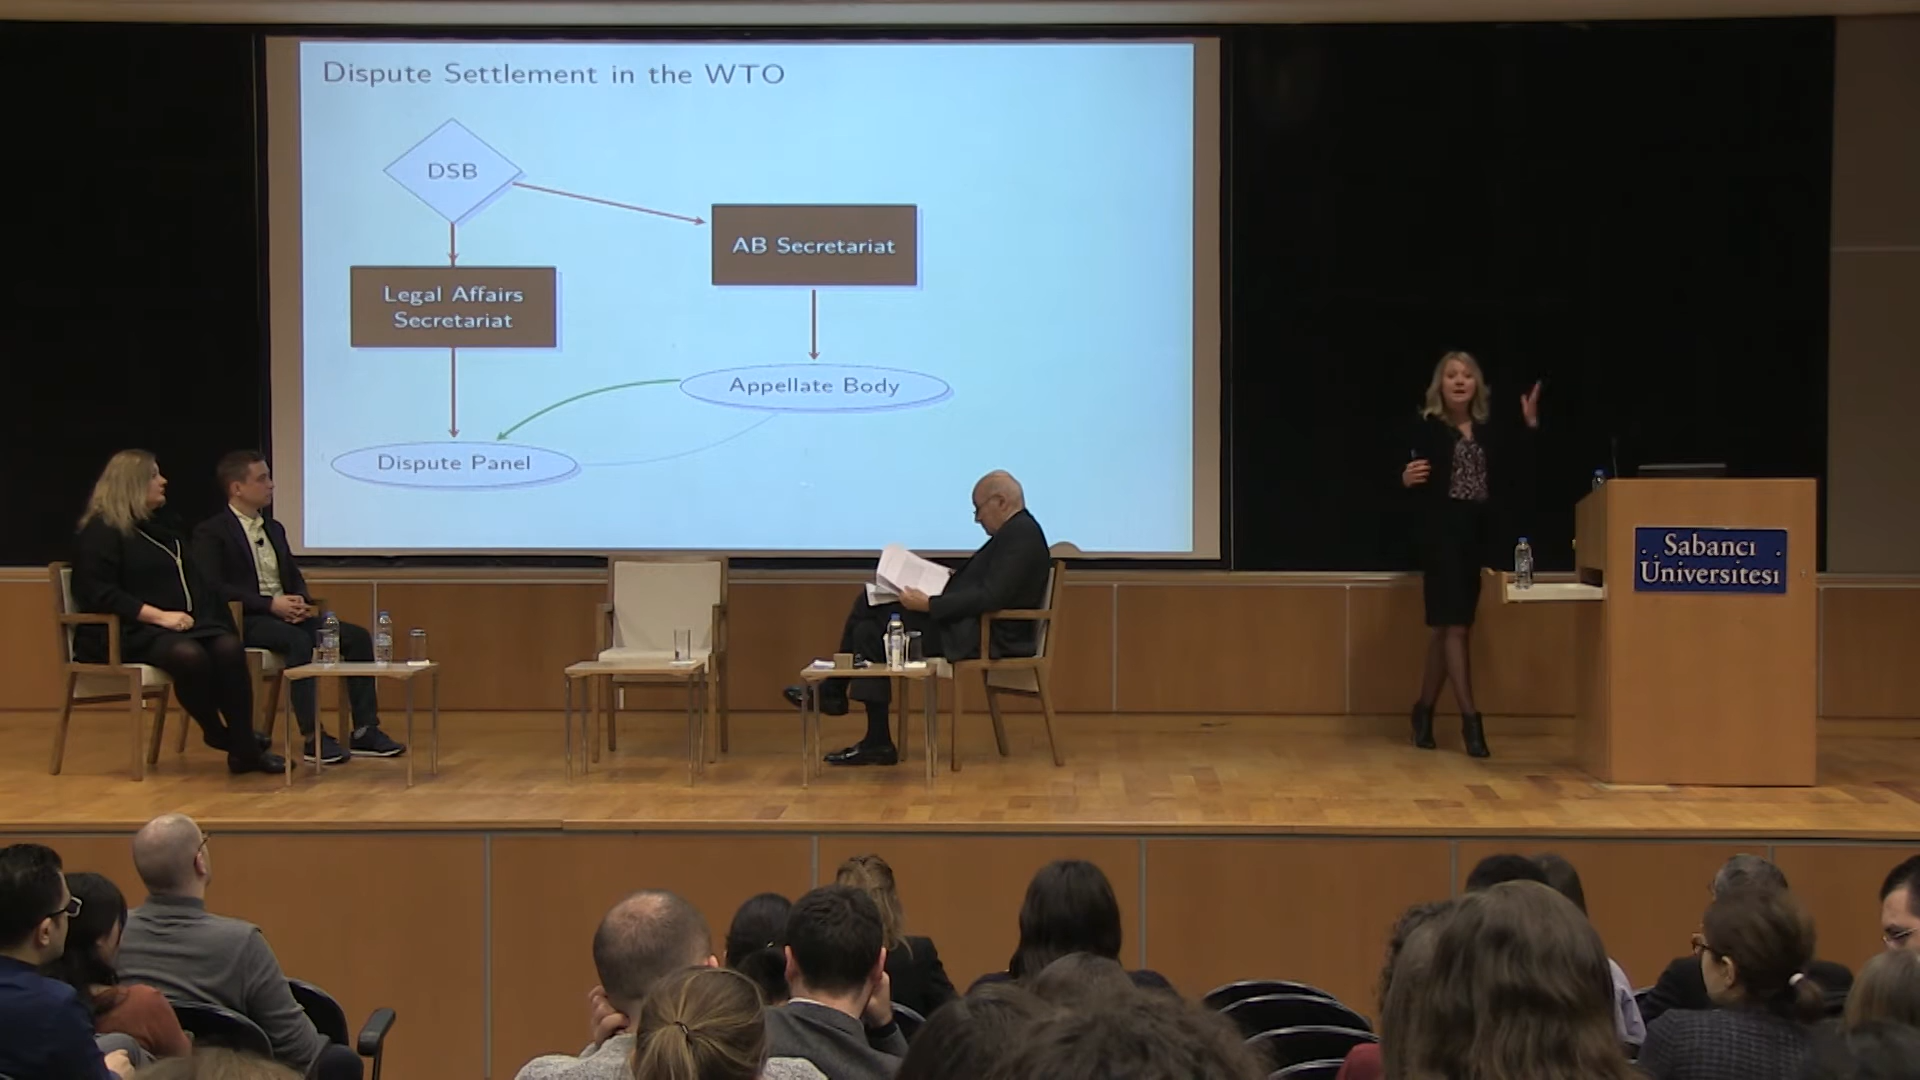 Dispute Settlement in the WTO
DSB
AB Secretariat
Legal Affairs
Secretariat
Appellate Body
Dispute Panel
Sabancı
Üniversitesi